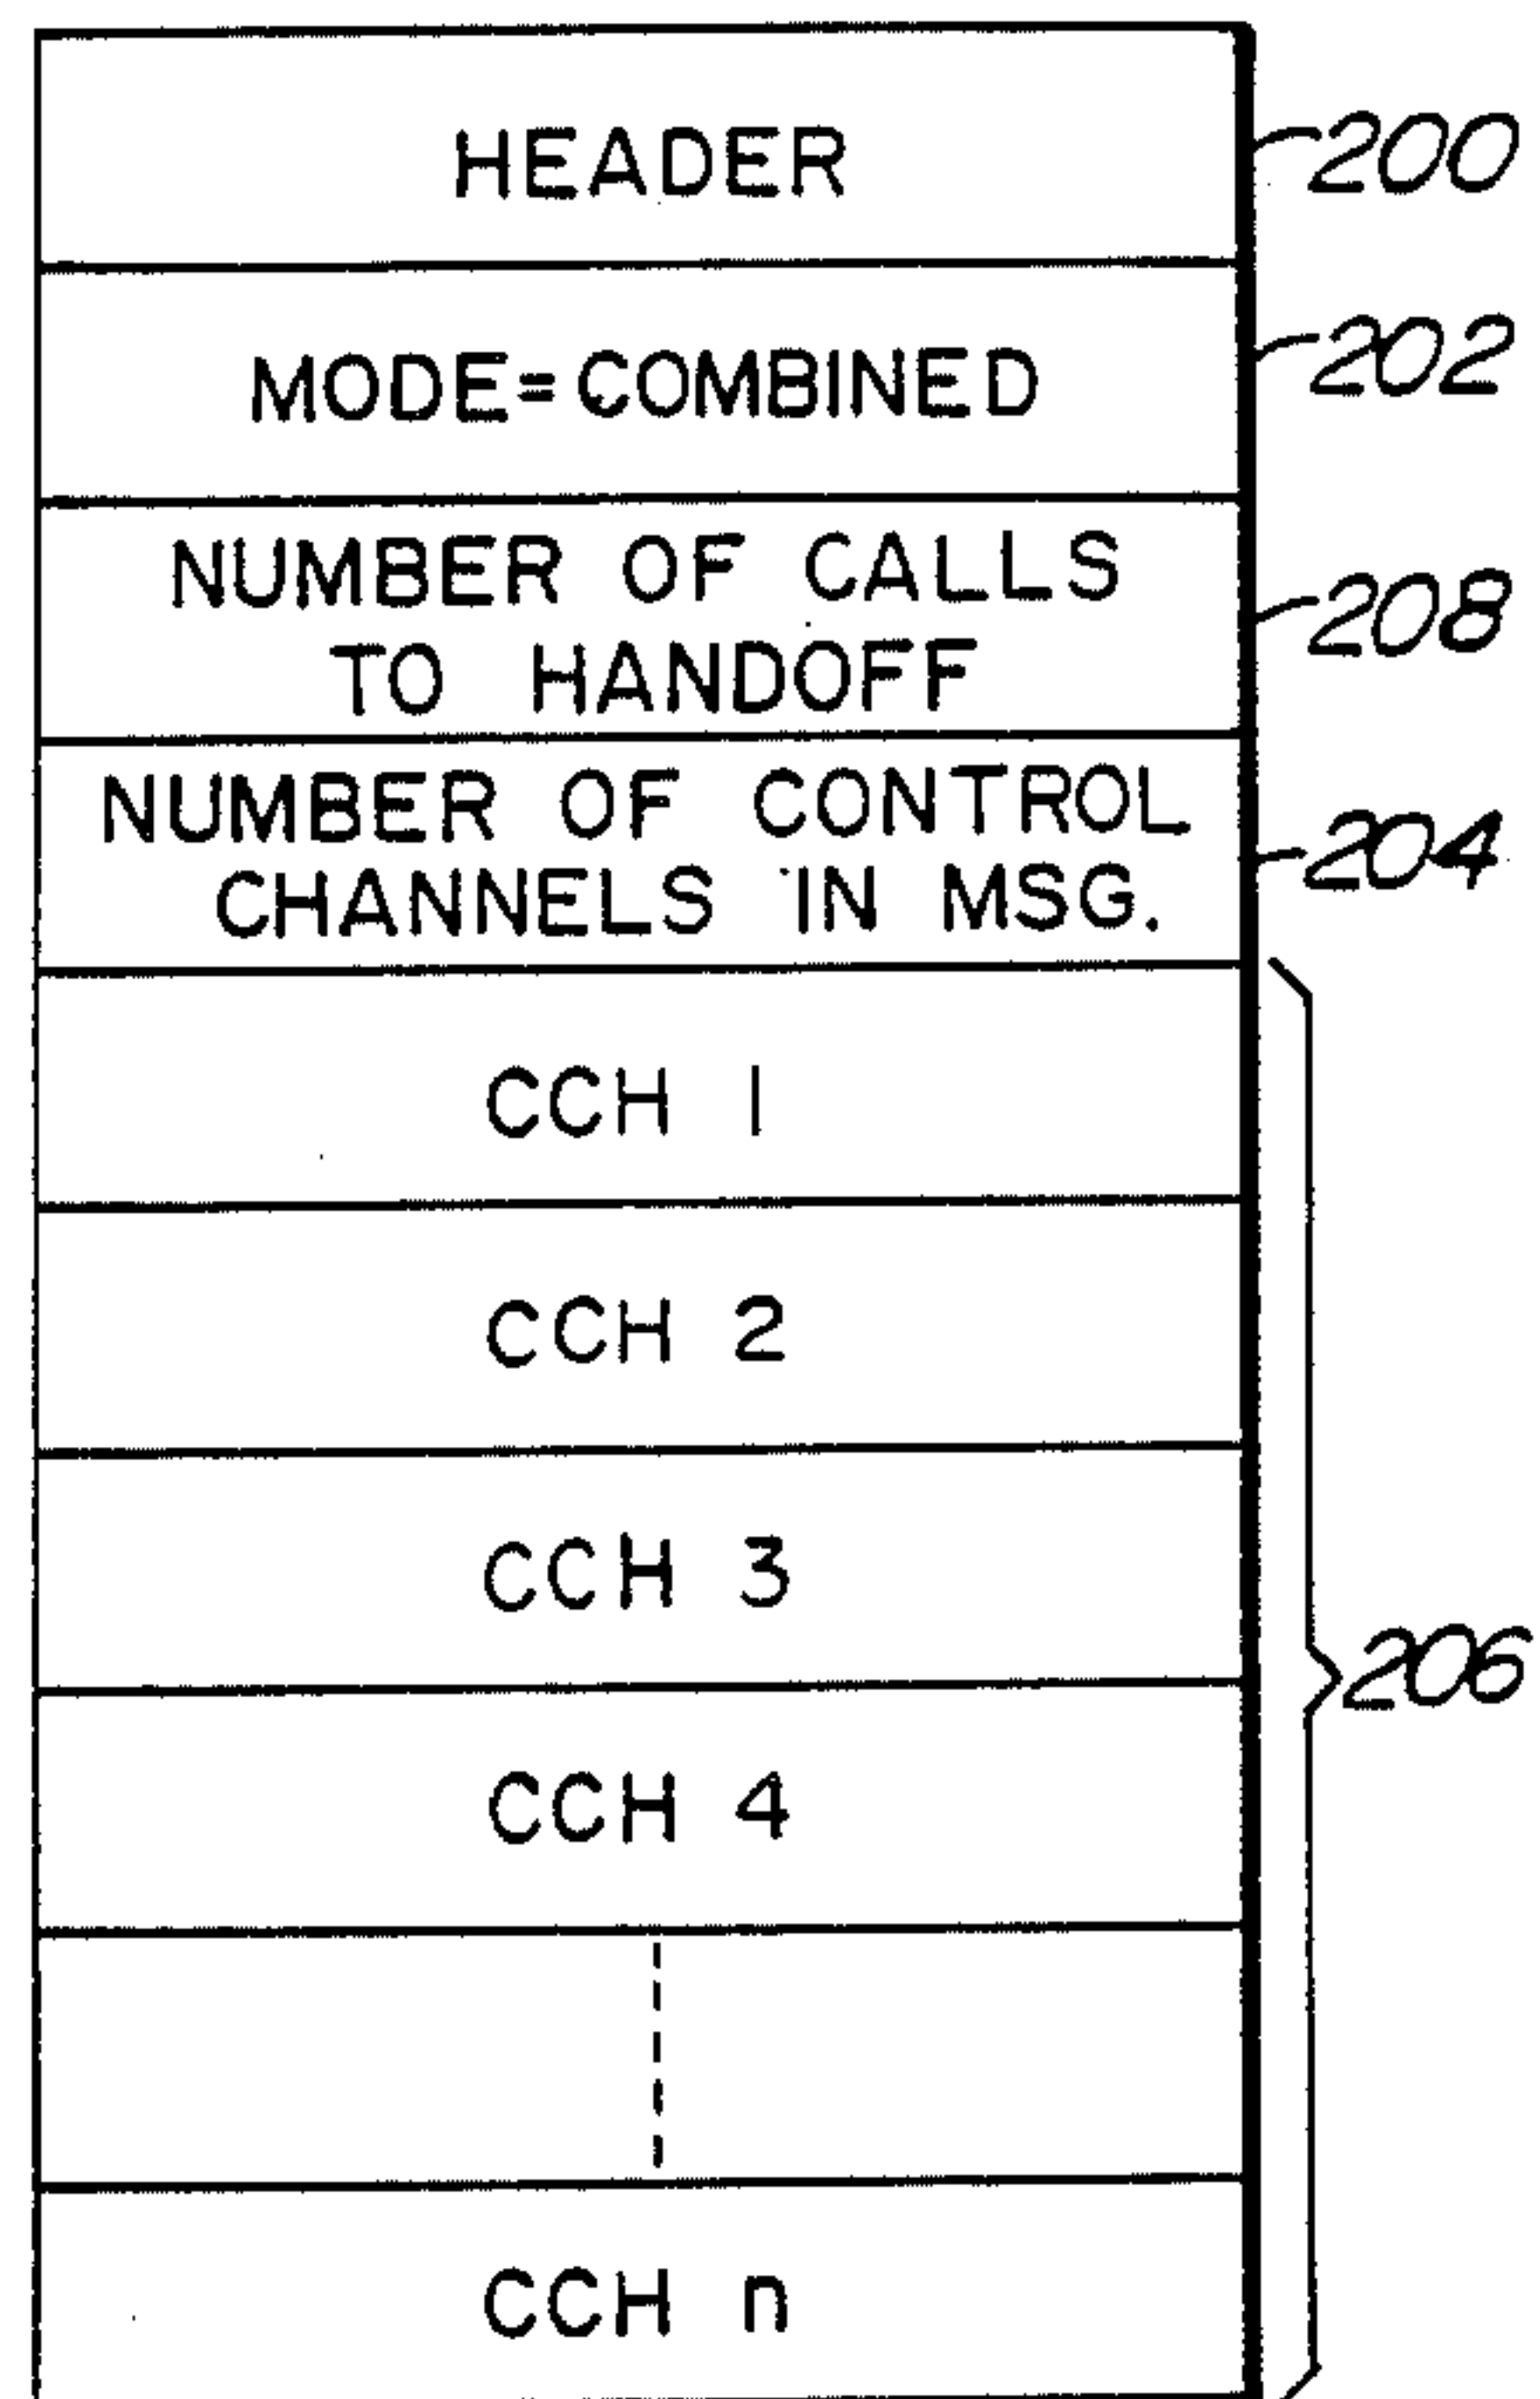 HEADER 200
MODE=COMBINED 202
NUMBER OF CALLS
TO HANDOFF 208
NUMBER OF CONTROL
CHANNELS IN MSG. 204
CCH 1
CCH 2
CCH 3
206
CCH 4
CCH n